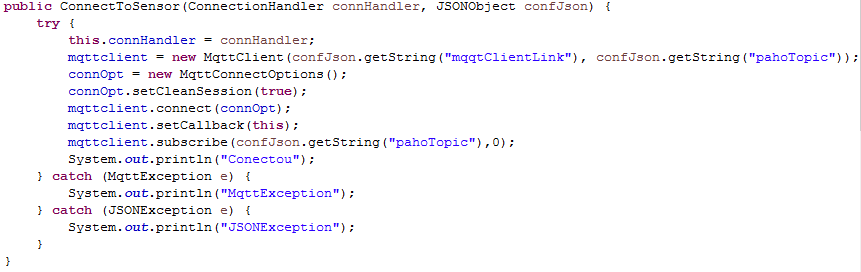 public ConnectToSensor(ConnectionHandler connHandler, JSONObject confJson) {
    try {
        this.connHandler = connHandler;
        mqttclient = new MqttClient(confJson.getString("mqqtClientLink"), confJson.getString("pahoTopic"));
        connOpt = new MqttConnectOptions();
        connOpt.setCleanSession(true);
        mqttclient.connect(connOpt);
        mqttclient.setCallback(this);
        mqttclient.subscribe(confJson.getString("pahoTopic"),0);
        System.out.println("Conectou");
    } catch (MqttException e) {
        System.out.println("MqttException");
    } catch (JSONException e) {
        System.out.println("JSONException");
    }
}